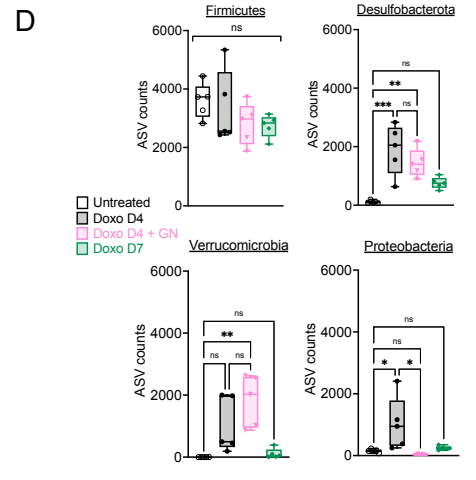 D
Firmicutes
ns
6000
4000
2000
0
ASV counts
Desulfobacterota
ns
**
***
ns
6000
4000
2000
0
ASV counts
Untreated
Doxo D4
Doxo D4 + GN
Doxo D7
Verrucomicrobia
ns
**
ns
ns
6000
4000
2000
0
ASV counts
Proteobacteria
ns
ns
*
*
6000
4000
2000
0
ASV counts